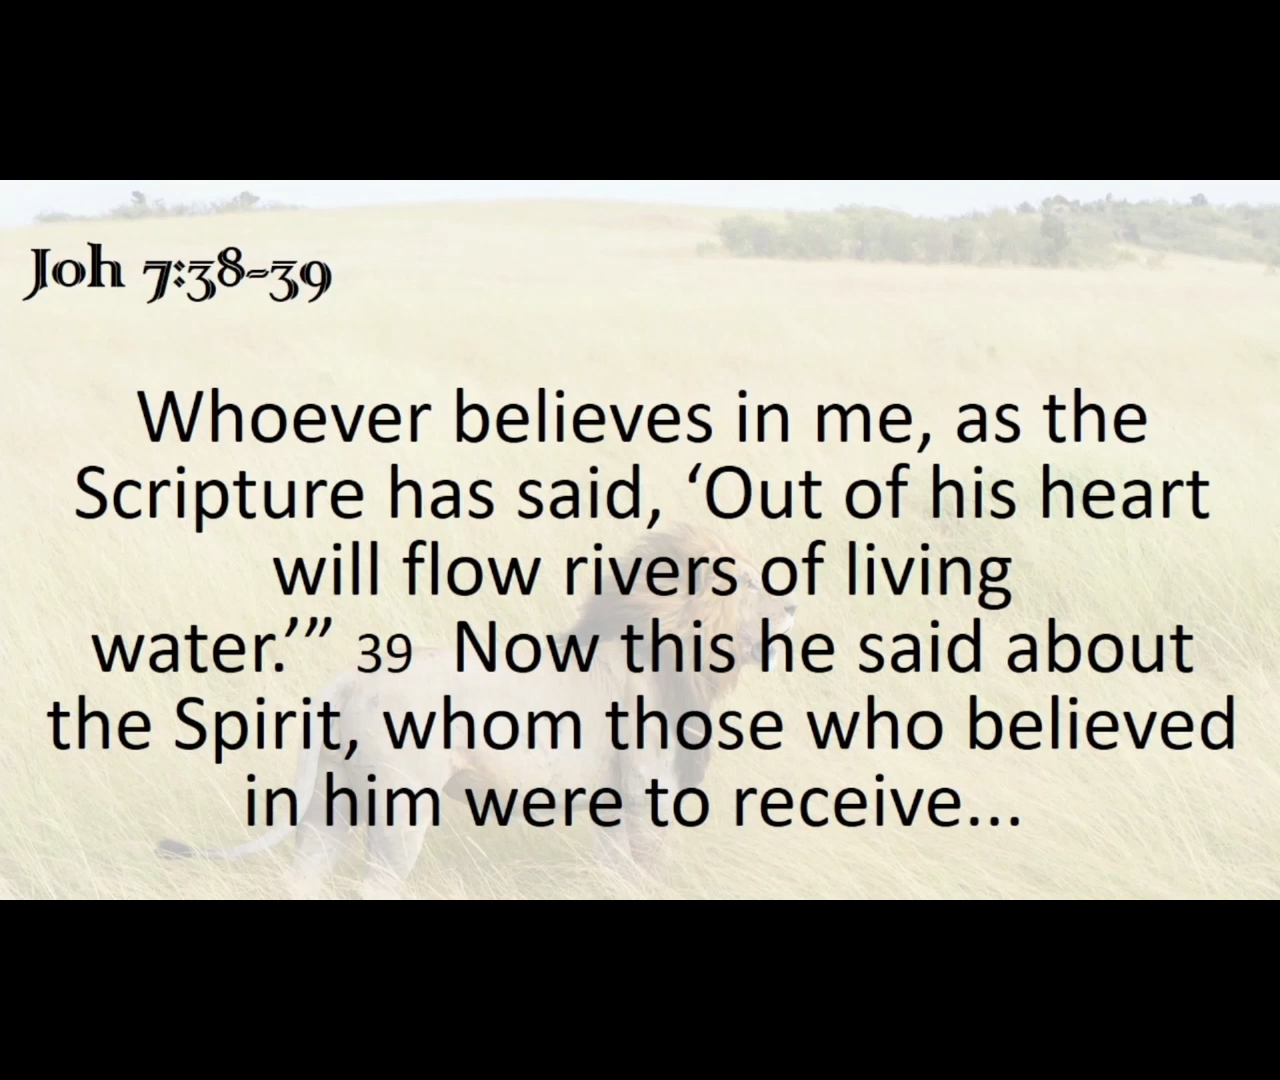 Joh 7:38-39
Whoever believes in me, as the
Scripture has said, ‘Out of his heart
will flow rivers of living
water.’” 39 Now this he said about
the Spirit, whom those who believed
in him were to receive...